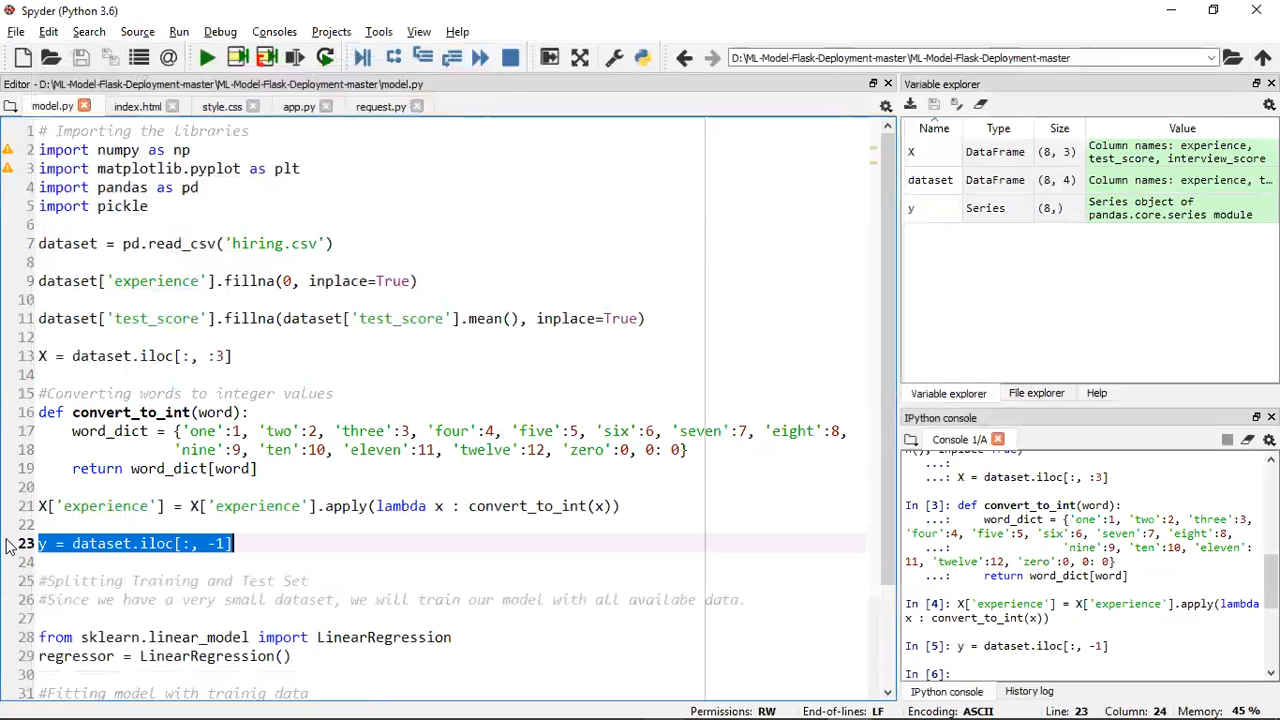 Spyder (Python 3.6)
File Edit Search Source Run Debug Consoles Projects Tools View Help
D:\ML-Model-Flask-Deployment-master\ML-Model-Flask-Deployment-master
Editor - D:\ML-Model-Flask-Deployment-master\ML-Model-Flask-Deployment-master\model.py
model.py index.html style.css app.py request.py
1 # Importing the libraries
2 import numpy as np
3 import matplotlib.pyplot as plt
4 import pandas as pd
5 import pickle
6
7 dataset = pd.read_csv('hiring.csv')
8
9 dataset['experience'].fillna(0, inplace=True)
10
11 dataset['test_score'].fillna(dataset['test_score'].mean(), inplace=True)
12
13 X = dataset.iloc[:, :3]
14
15 #Converting words to integer values
16 def convert_to_int(word):
17 word_dict = {'one':1, 'two':2, 'three':3, 'four':4, 'five':5, 'six':6, 'seven':7, 'eight':8,
18 'nine':9, 'ten':10, 'eleven':11, 'twelve':12, 'zero':0, 0: 0}
19 return word_dict[word]
20
21 X['experience'] = X['experience'].apply(lambda x : convert_to_int(x))
22
23 y = dataset.iloc[:, -1]
24
25 #Splitting Training and Test Set
26 #Since we have a very small dataset, we will train our model with all availabe data.
27
28 from sklearn.linear_model import LinearRegression
29 regressor = LinearRegression()
30
31 #Fitting model with trainig data
Variable explorer
Name Type Size Value
X DataFrame (8, 3) Column names: experience,
test_score, interview_score
dataset DataFrame (8, 4) Column names: experience, t...
y Series (8,) Series object of
pandas.core.series module
Variable explorer File explorer Help
IPython console
Console 1/A
n(), inplace=True)
...:
...: X = dataset.iloc[:, :3]
In [3]: def convert_to_int(word):
...: word_dict = {'one':1, 'two':2, 'three':3,
'four':4, 'five':5, 'six':6, 'seven':7, 'eight':8,
...: 'nine':9, 'ten':10, 'eleven':
11, 'twelve':12, 'zero':0, 0: 0}
...: return word_dict[word]
In [4]: X['experience'] = X['experience'].apply(lambda
x : convert_to_int(x))
In [5]: y = dataset.iloc[:, -1]
In [6]:
IPython console History log
Permissions: RW End-of-lines: LF Encoding: ASCII Line: 23 Column: 24 Memory: 45 %